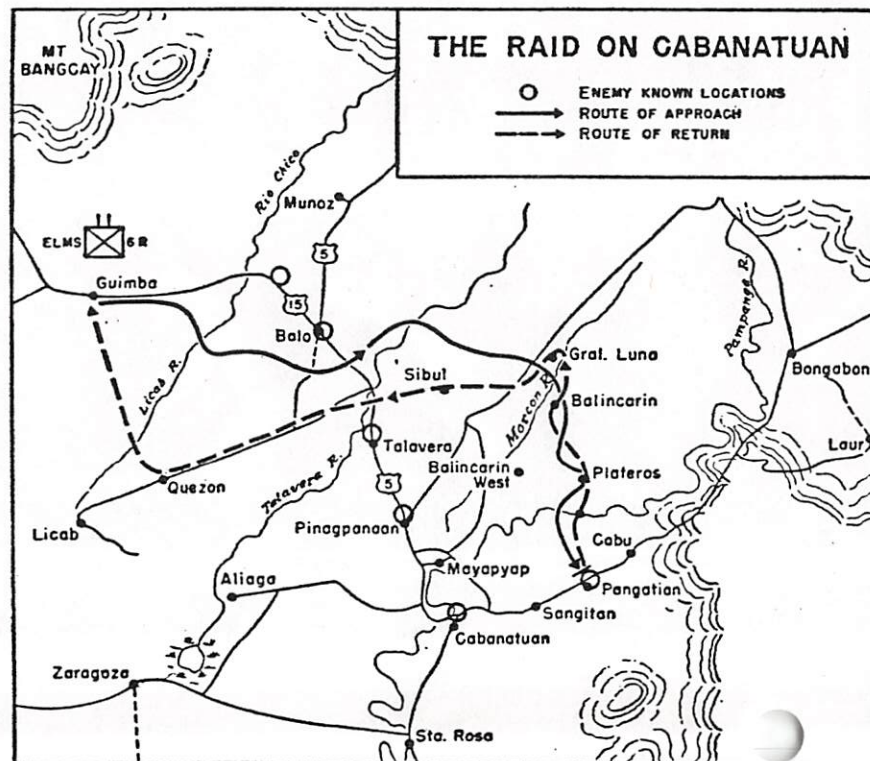 THE RAID ON CABANATUAN
ENEMY KNOWN LOCATIONS
ROUTE OF APPROACH
ROUTE OF RETURN
MT
BANGCAY
Rio Chico
Munoz
5
ELMS
6R
Guimba
15
Balo
Licab R.
Sibul
Gral. Luna
Pampanga R.
Bongabon
Morcon R.
Balincarin
Talavera
Laur
Talavera R.
Balincarin
West
Plateros
Quezon
5
Licab
Pinagpanaan
Cabu
Mayapyap
Aliaga
Pangatian
Sangitan
Cabanatuan
Zaragoza
Sta. Rosa